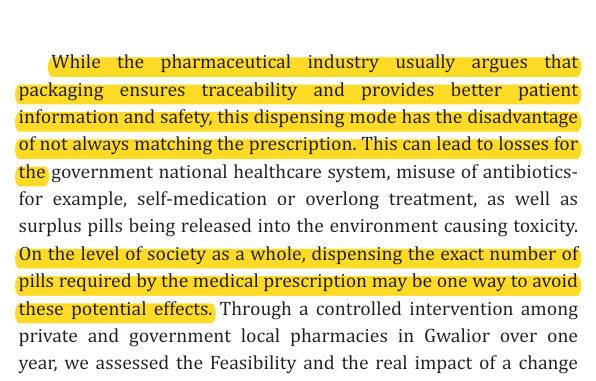 While the pharmaceutical industry usually argues that
packaging ensures traceability and provides better patient
information and safety, this dispensing mode has the disadvantage
of not always matching the prescription. This can lead to losses for
the government national healthcare system, misuse of antibiotics-
for example, self-medication or overlong treatment, as well as
surplus pills being released into the environment causing toxicity.
On the level of society as a whole, dispensing the exact number of
pills required by the medical prescription may be one way to avoid
these potential effects. Through a controlled intervention among
private and government local pharmacies in Gwalior over one
year, we assessed the Feasibility and the real impact of a change